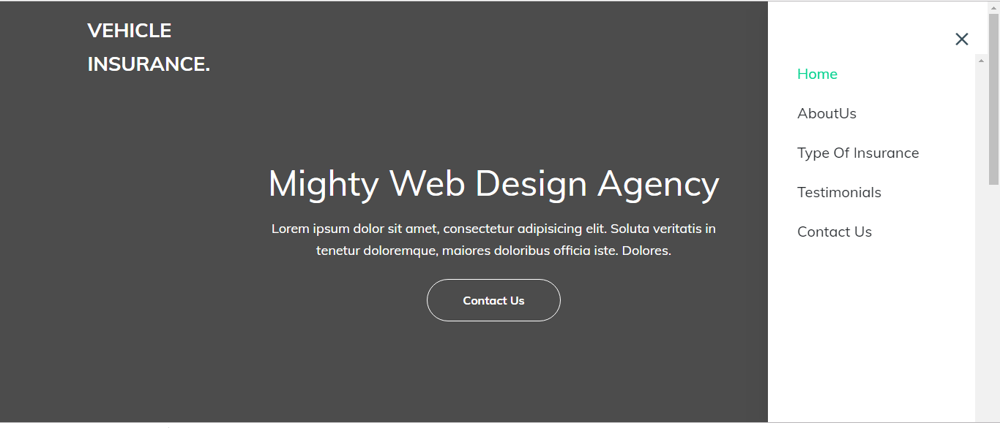 VEHICLE
INSURANCE.
Mighty Web Design Agency
Lorem ipsum dolor sit amet, consectetur adipisicing elit. Soluta veritatis in
tenetur doloremque, maiores doloribus officia iste. Dolores.
Contact Us
Home
AboutUs
Type Of Insurance
Testimonials
Contact Us